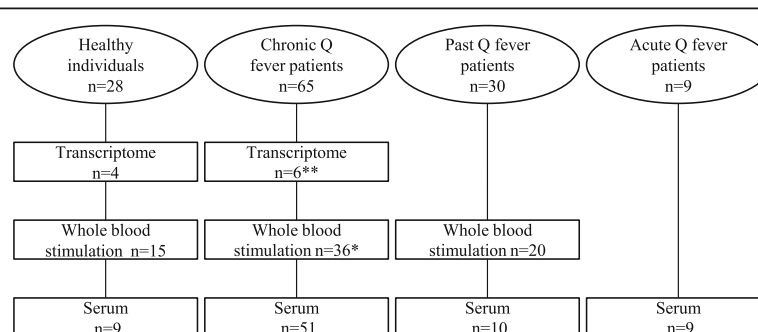 Healthy
individuals
n=28
Chronic Q
fever patients
n=65
Past Q fever
patients
n=30
Acute Q fever
patients
n=9
Transcriptome
n=4
Transcriptome
n=6**
Whole blood
stimulation n=15
Whole blood
stimulation n=36*
Whole blood
stimulation n=20
Serum
n=9
Serum
n=51
Serum
n=10
Serum
n=9